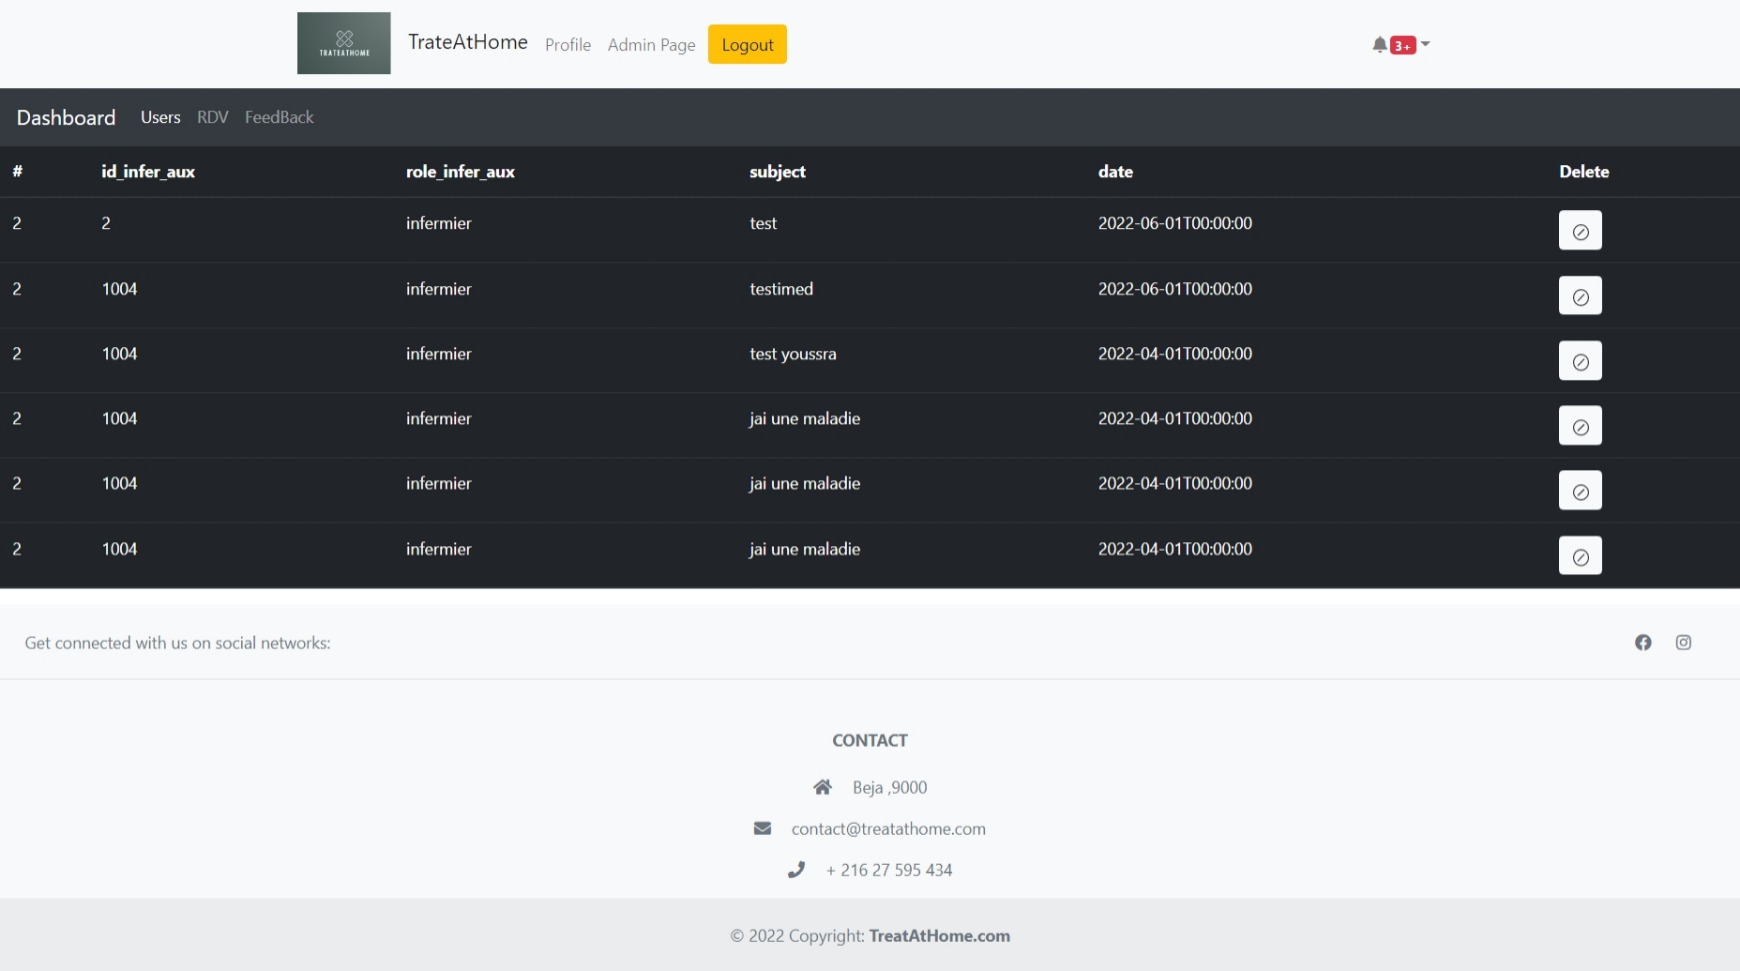 TRATEATHOME
TrateAtHome Profile Admin Page Logout 3+
Dashboard Users RDV FeedBack
# id_infer_aux role_infer_aux subject date Delete
2 2 infermier test 2022-06-01T00:00:00
2 1004 infermier testimed 2022-06-01T00:00:00
2 1004 infermier test youssra 2022-04-01T00:00:00
2 1004 infermier jai une maladie 2022-04-01T00:00:00
2 1004 infermier jai une maladie 2022-04-01T00:00:00
2 1004 infermier jai une maladie 2022-04-01T00:00:00
Get connected with us on social networks:
CONTACT
Beja ,9000
contact@treatathome.com
+ 216 27 595 434
© 2022 Copyright: TreatAtHome.com